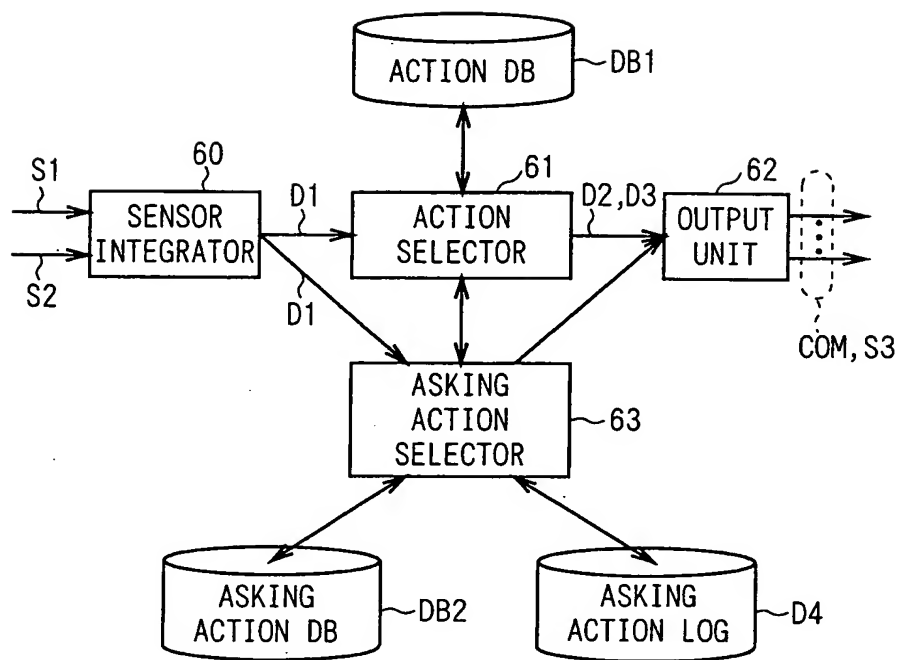 ACTION DB
DB1
S1
60
SENSOR
INTEGRATOR
S2
D1
D1
61
ACTION
SELECTOR
D2,D3
62
OUTPUT
UNIT
COM,S3
ASKING
ACTION
SELECTOR
63
ASKING
ACTION DB
DB2
ASKING
ACTION LOG
D4